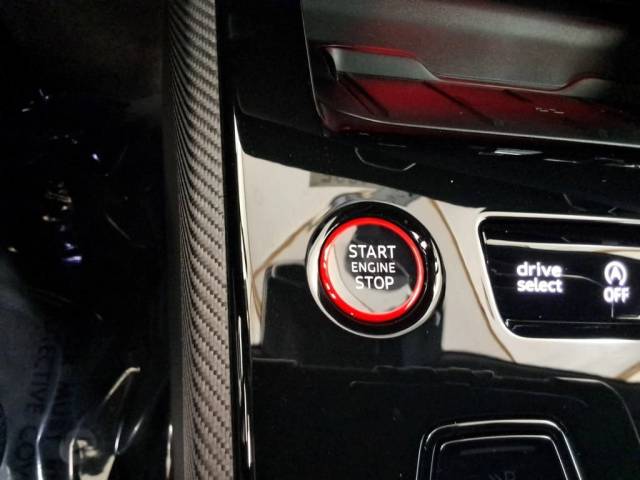 START
ENGINE
STOP
drive
select
A
OFF